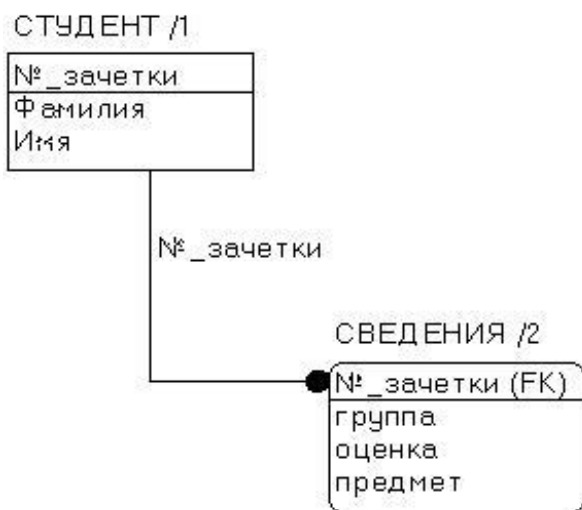 СТУДЕНТ /1
№_зачетки
Фамилия
Имя
№_зачетки
СВЕДЕНИЯ /2
№_зачетки (FK)
группа
оценка
предмет